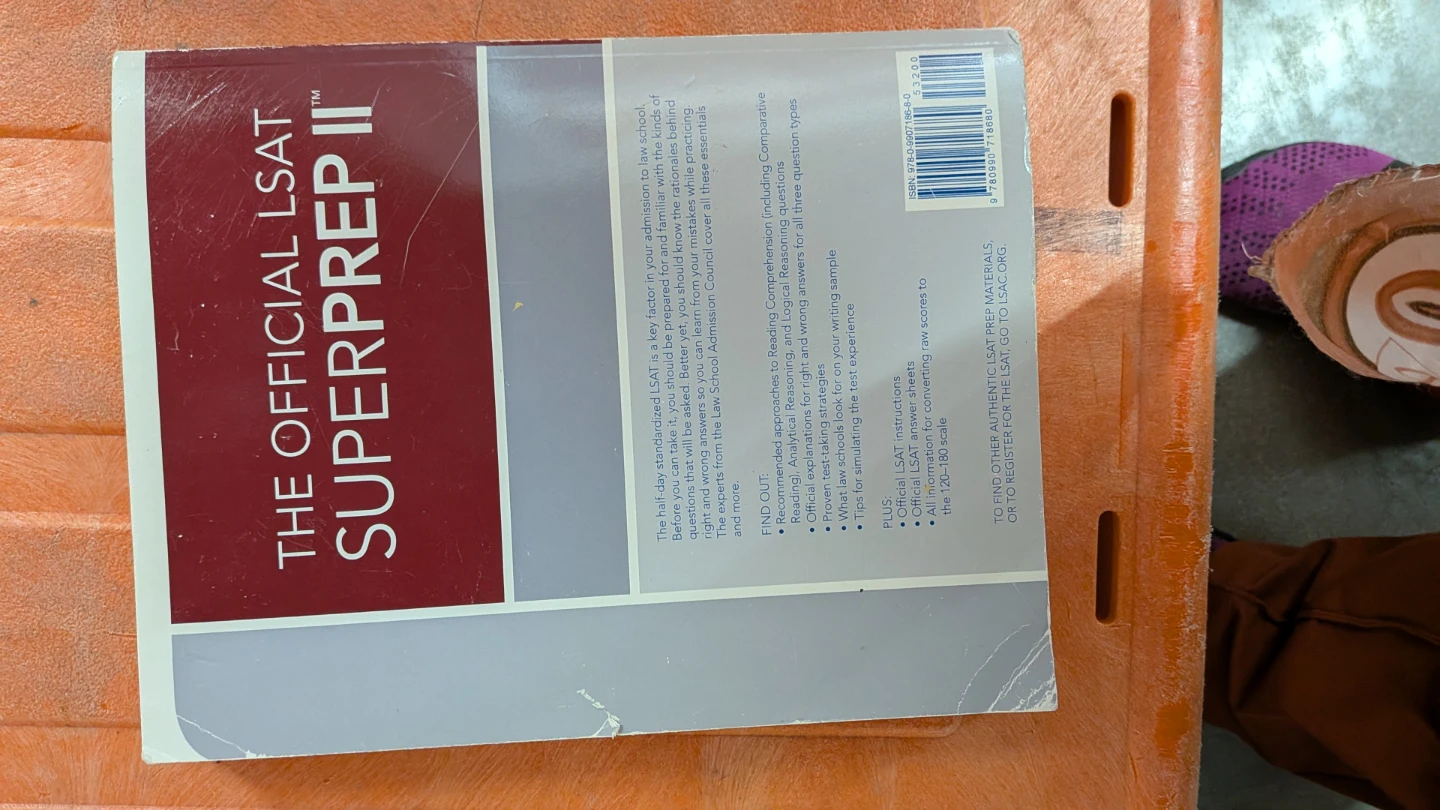 THE OFFICIAL LSAT
SUPERPREP II™
The half-day standardized LSAT is a key factor in your admission to law school.
Before you can take it, you should be prepared for and familiar with the kinds of
questions that will be asked. Better yet, you should know the rationales behind
right and wrong answers so you can learn from your mistakes while practicing.
The experts from the Law School Admission Council cover all these essentials
and more.
FIND OUT:
• Recommended approaches to Reading Comprehension (including Comparative
Reading), Analytical Reasoning, and Logical Reasoning questions
• Official explanations for right and wrong answers for all three question types
• Proven test-taking strategies
• What law schools look for on your writing sample
• Tips for simulating the test experience
PLUS:
• Official LSAT instructions
• Official LSAT answer sheets
• All information for converting raw scores to
the 120–180 scale
TO FIND OTHER AUTHENTIC LSAT PREP MATERIALS,
OR TO REGISTER FOR THE LSAT, GO TO LSAC.ORG.
ISBN: 978-0-9907186-8-0
53200
9 780990 718680